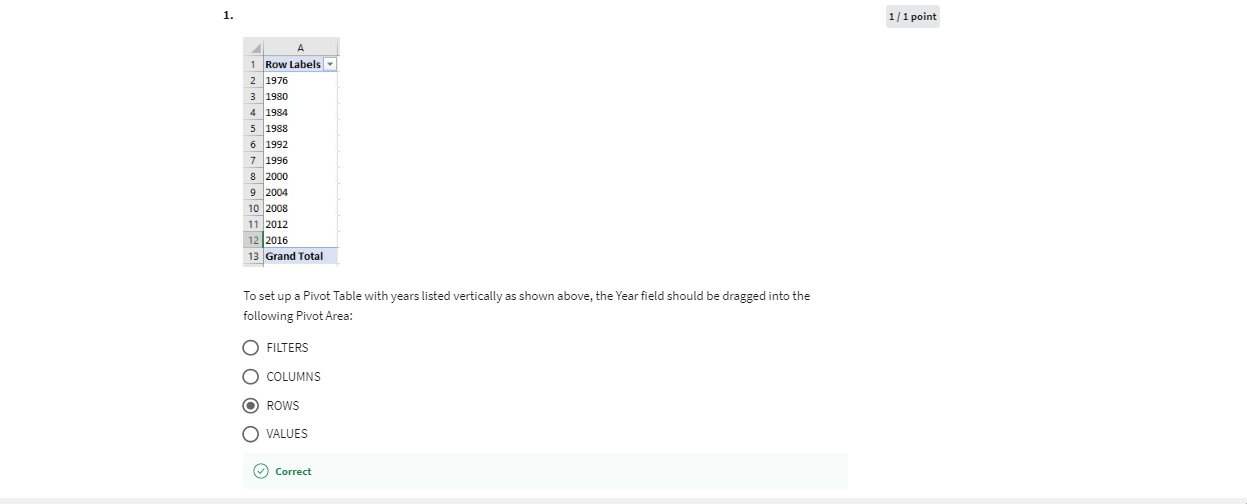 1.
1 / 1 point
A
1 Row Labels
2 1976
3 1980
4 1984
5 1988
6 1992
7 1996
8 2000
9 2004
10 2008
11 2012
12 2016
13 Grand Total
To set up a Pivot Table with years listed vertically as shown above, the Year field should be dragged into the
following Pivot Area:
FILTERS
COLUMNS
ROWS
VALUES
Correct